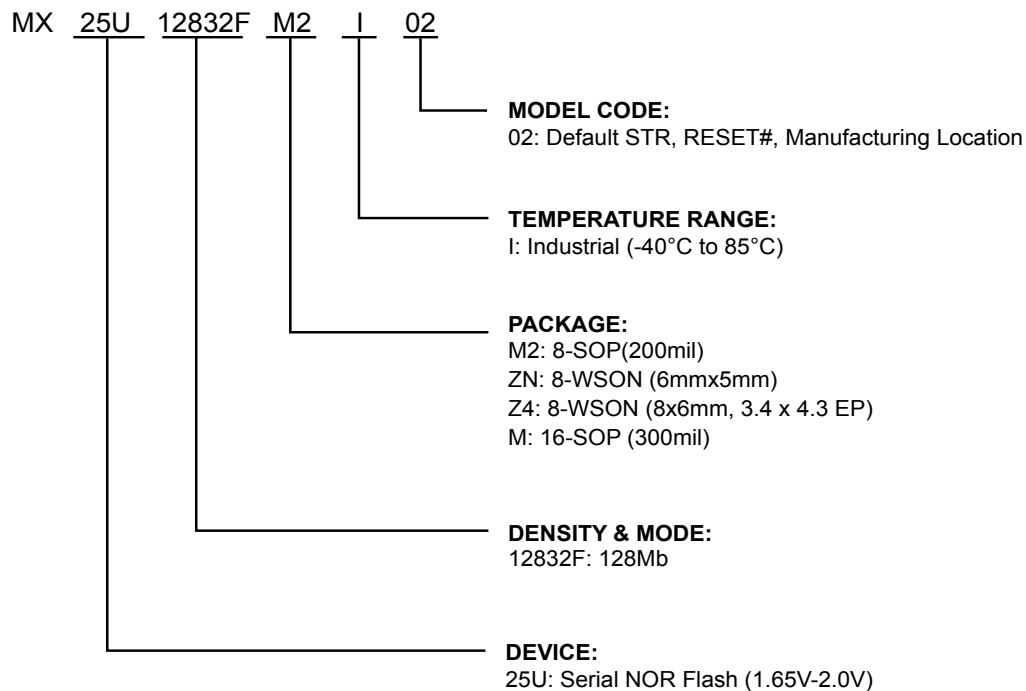 MX 25U 12832F M2 I 02
MODEL CODE:
02: Default STR, RESET#, Manufacturing Location
TEMPERATURE RANGE:
I: Industrial (-40°C to 85°C)
PACKAGE:
M2: 8-SOP(200mil)
ZN: 8-WSON (6mmx5mm)
Z4: 8-WSON (8x6mm, 3.4 x 4.3 EP)
M: 16-SOP (300mil)
DENSITY & MODE:
12832F: 128Mb
DEVICE:
25U: Serial NOR Flash (1.65V-2.0V)